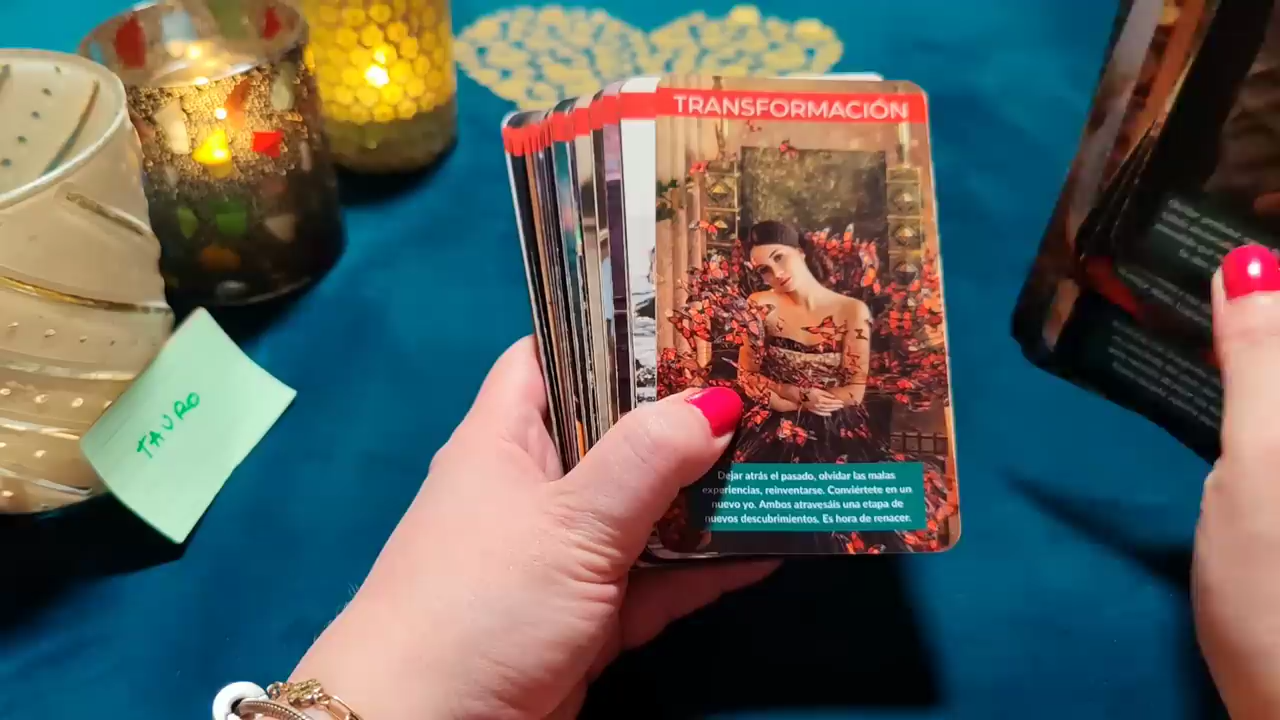 TRANSFORMACIÓN
TAURO
Dejar atrás el pasado, olvidar las malas
experiencias, reinventarse. Conviértete en un
nuevo yo. Ambos atravesáis una etapa de
nuevos descubrimientos. Es hora de renacer.